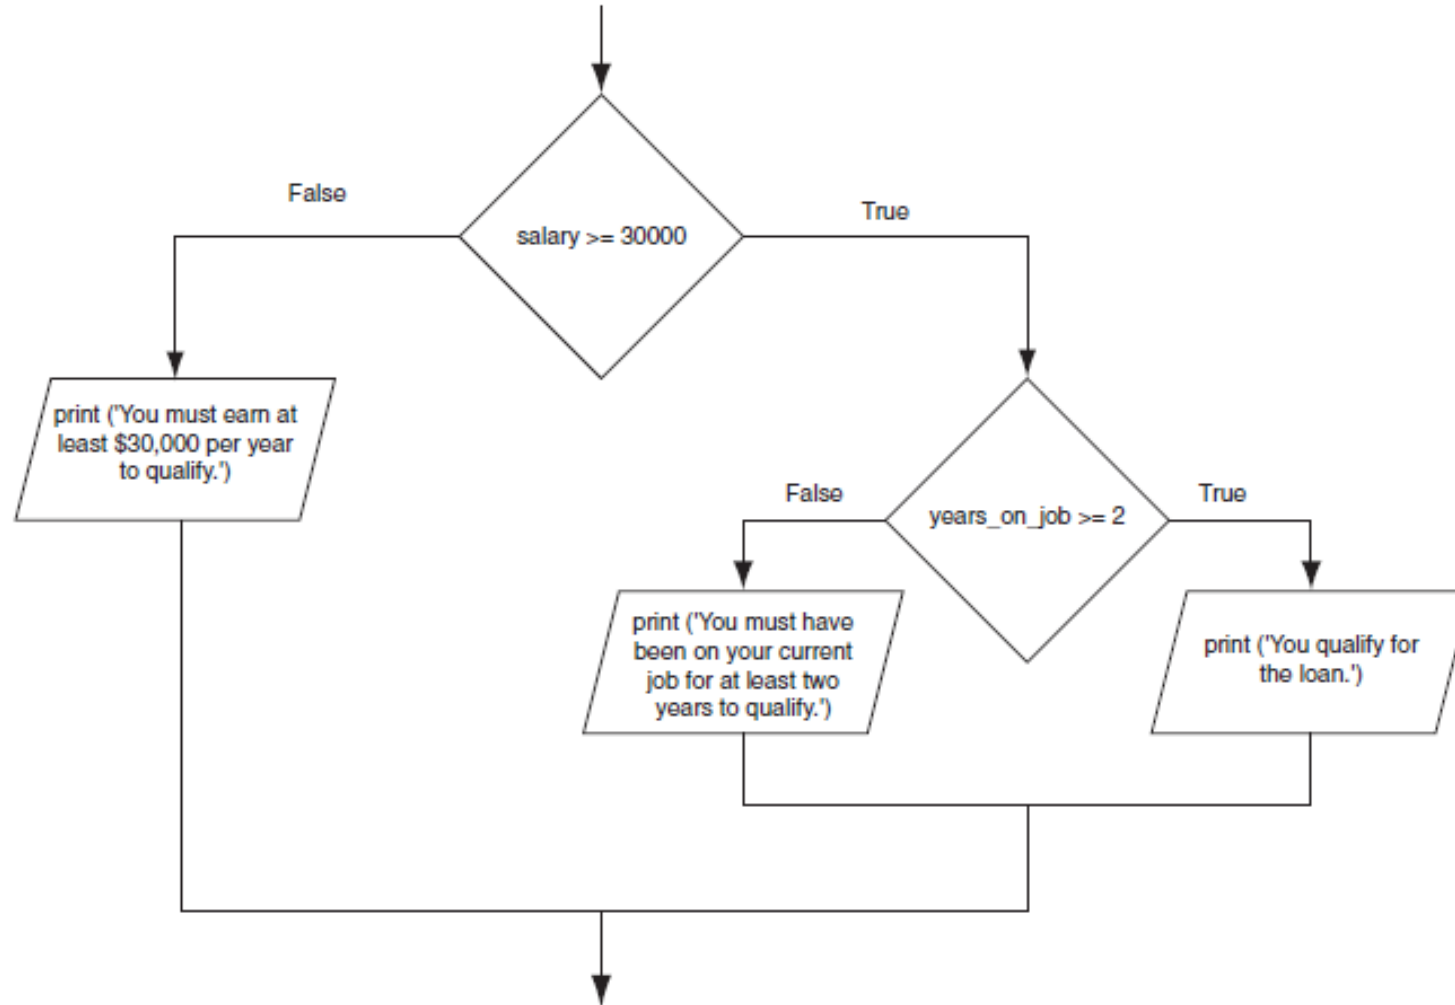 False
True
salary >= 30000
print ('You must earn at
least $30,000 per year
to qualify.')
False
True
years_on_job >= 2
print ('You must have
been on your current
job for at least two
years to qualify.')
print ('You qualify for
the loan.')